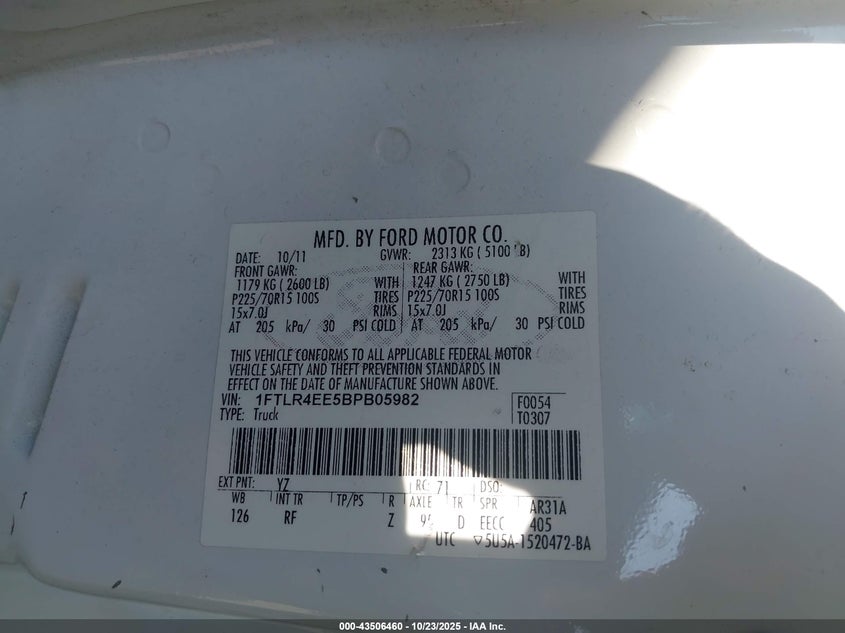 MFD. BY FORD MOTOR CO.
DATE: 10/11 GVWR: 2313 KG ( 5100 LB)
FRONT GAWR: REAR GAWR:
1179 KG ( 2600 LB) WITH 1247 KG ( 2750 LB) WITH
P225/70R15 100S TIRES P225/70R15 100S TIRES
15x7.0J RIMS 15x7.0J RIMS
AT 205 kPa/ 30 PSI COLD AT 205 kPa/ 30 PSI COLD
THIS VEHICLE CONFORMS TO ALL APPLICABLE FEDERAL MOTOR
VEHICLE SAFETY AND THEFT PREVENTION STANDARDS IN
EFFECT ON THE DATE OF MANUFACTURE SHOWN ABOVE.
VIN: 1FTLR4EE5BPB05982 F0054
TYPE: Truck T0307
EXT PNT: YZ RC: 71 DSO:
WB INT TR TP/PS R AXLE TR SPR AR31A
126 RF Z D EECC 405
UTC ▽5U5A-1520472-BA
000-43506460 - 10/23/2025 - IAA Inc.